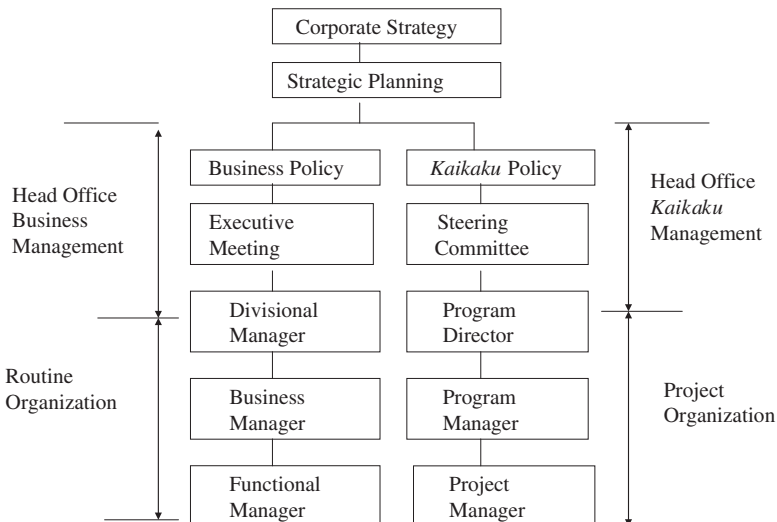 Corporate Strategy
Strategic Planning
Business Policy
Kaikaku Policy
Head Office
Business
Management
Executive
Meeting
Steering
Committee
Head Office
Kaikaku
Management
Divisional
Manager
Program
Director
Routine
Organization
Business
Manager
Program
Manager
Project
Organization
Functional
Manager
Project
Manager